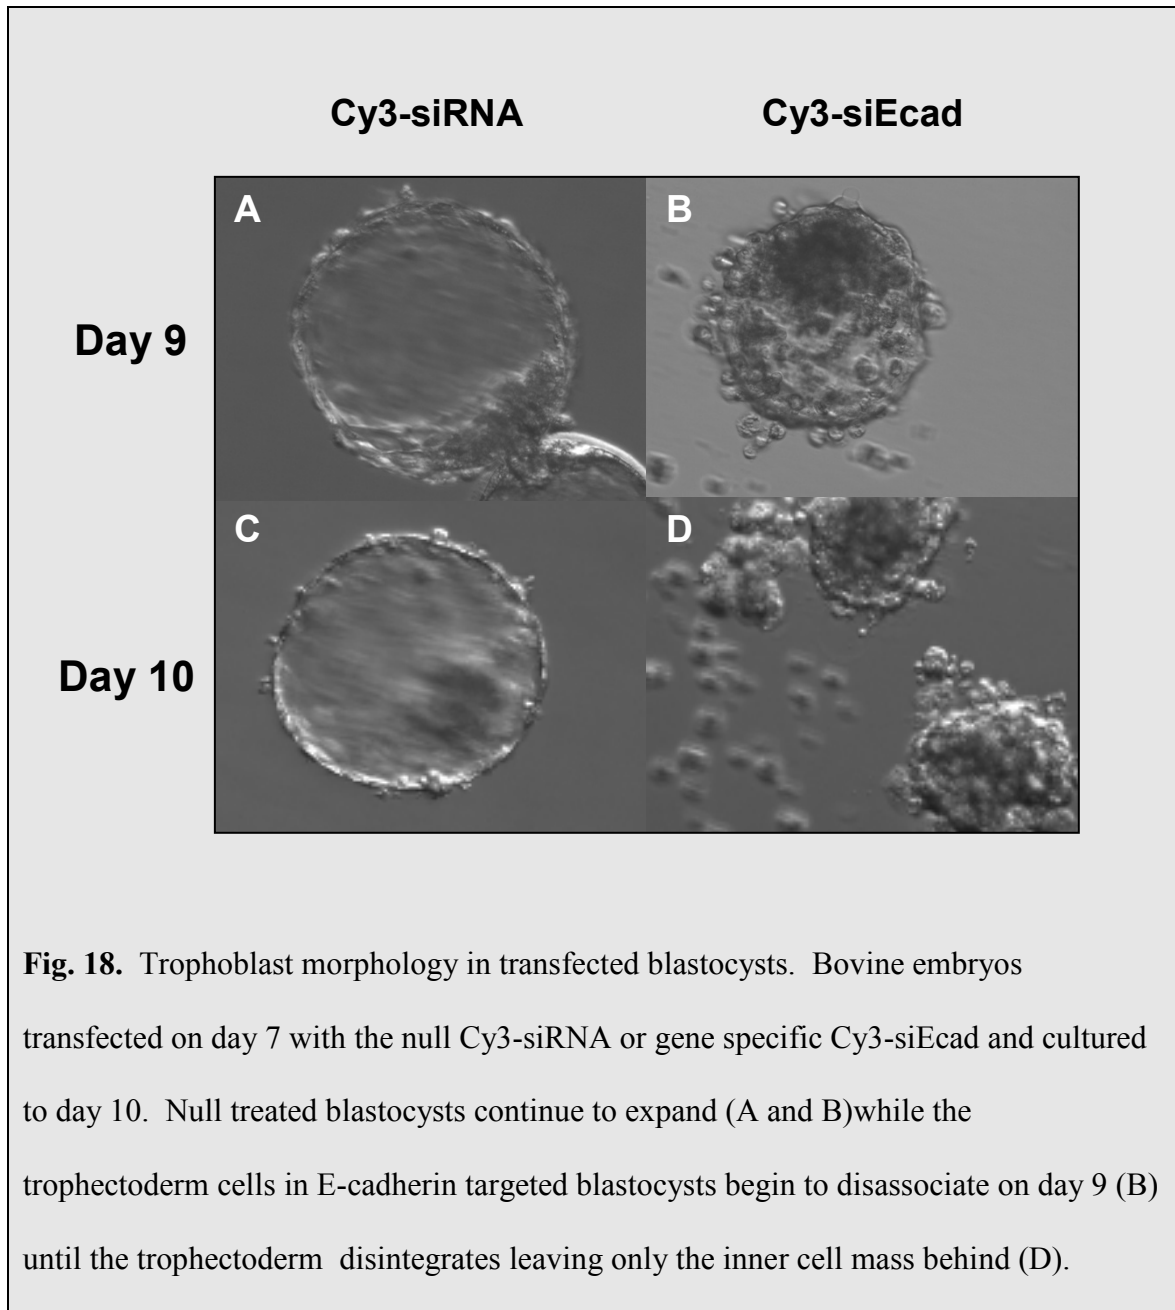 Cy3-siRNA Cy3-siEcad
A B
Day 9
C D
Day 10
Fig. 18. Trophoblast morphology in transfected blastocysts. Bovine embryos
transfected on day 7 with the null Cy3-siRNA or gene specific Cy3-siEcad and cultured
to day 10. Null treated blastocysts continue to expand (A and B)while the
trophectoderm cells in E-cadherin targeted blastocysts begin to disassociate on day 9 (B)
until the trophectoderm disintegrates leaving only the inner cell mass behind (D).